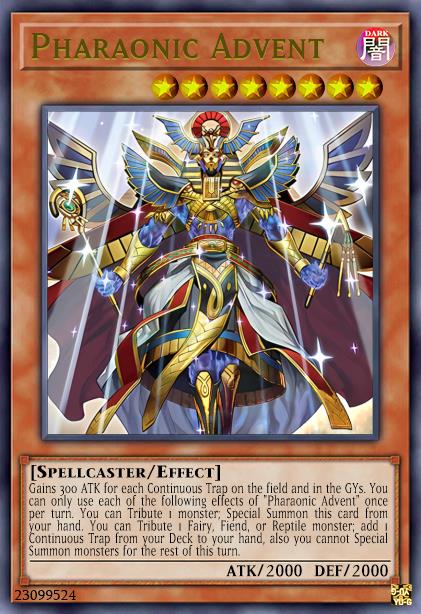 Pharaonic Advent
DARK
闇
[Spellcaster/Effect]
Gains 300 ATK for each Continuous Trap on the field and in the GYs. You
can only use each of the following effects of "Pharaonic Advent" once
per turn. You can Tribute 1 monster; Special Summon this card from
your hand. You can Tribute 1 Fairy, Fiend, or Reptile monster; add 1
Continuous Trap from your Deck to your hand, also you cannot Special
Summon monsters for the rest of this turn.
ATK/2000 DEF/2000
23099524